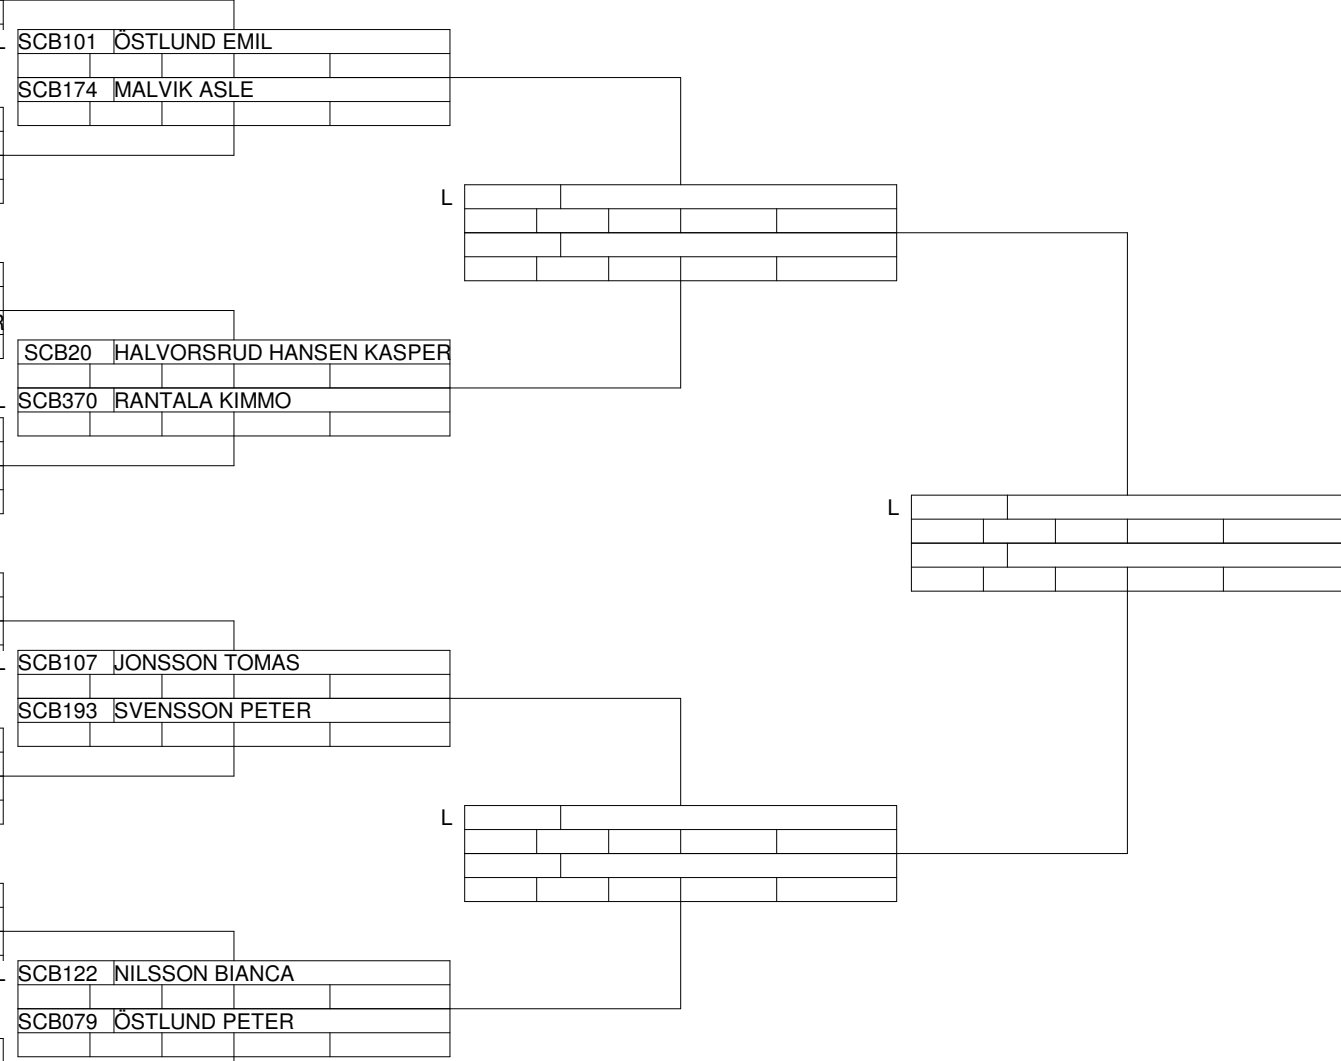 L SCB101 ÖSTLUND EMIL
SCB174 MALVIK ASLE
L
R
SCB20 HALVORSRUD HANSEN KASPER
SCB370 RANTALA KIMMO
L
L SCB107 JONSSON TOMAS
SCB193 SVENSSON PETER
L
L SCB122 NILSSON BIANCA
SCB079 ÖSTLUND PETER